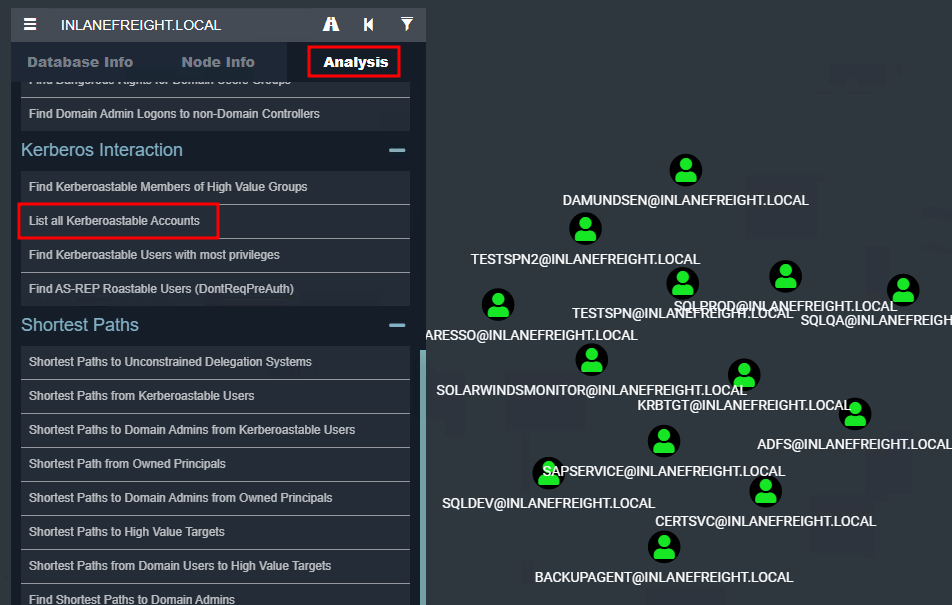 INLANEFREIGHT.LOCAL
Database Info
Node Info
Analysis
Find Dangerous Rights for Domain Users Groups
Find Domain Admin Logons to non-Domain Controllers
Kerberos Interaction
Find Kerberoastable Members of High Value Groups
List all Kerberoastable Accounts
Find Kerberoastable Users with most privileges
Find AS-REP Roastable Users (DontReqPreAuth)
Shortest Paths
Shortest Paths to Unconstrained Delegation Systems
Shortest Paths from Kerberoastable Users
Shortest Paths to Domain Admins from Kerberoastable Users
Shortest Path from Owned Principals
Shortest Paths to Domain Admins from Owned Principals
Shortest Paths to High Value Targets
Shortest Paths from Domain Users to High Value Targets
Find Shortest Paths to Domain Admins
DAMUNDSEN@INLANEFREIGHT.LOCAL
TESTSPN2@INLANEFREIGHT.LOCAL
SQLPROD@INLANEFREIGHT.LOCAL
TESTSPN@INLANEFREIGHT.LOCAL
SQLQA@INLANEFREIGH
ARESSO@INLANEFREIGHT.LOCAL
SOLARWINDSMONITOR@INLANEFREIGHT.LOCAL
KRBTGT@INLANEFREIGHT.LOCAL
ADFS@INLANEFREIGHT.LOCAL
SAPSERVICE@INLANEFREIGHT.LOCAL
SQLDEV@INLANEFREIGHT.LOCAL
CERTSVC@INLANEFREIGHT.LOCAL
BACKUPAGENT@INLANEFREIGHT.LOCAL